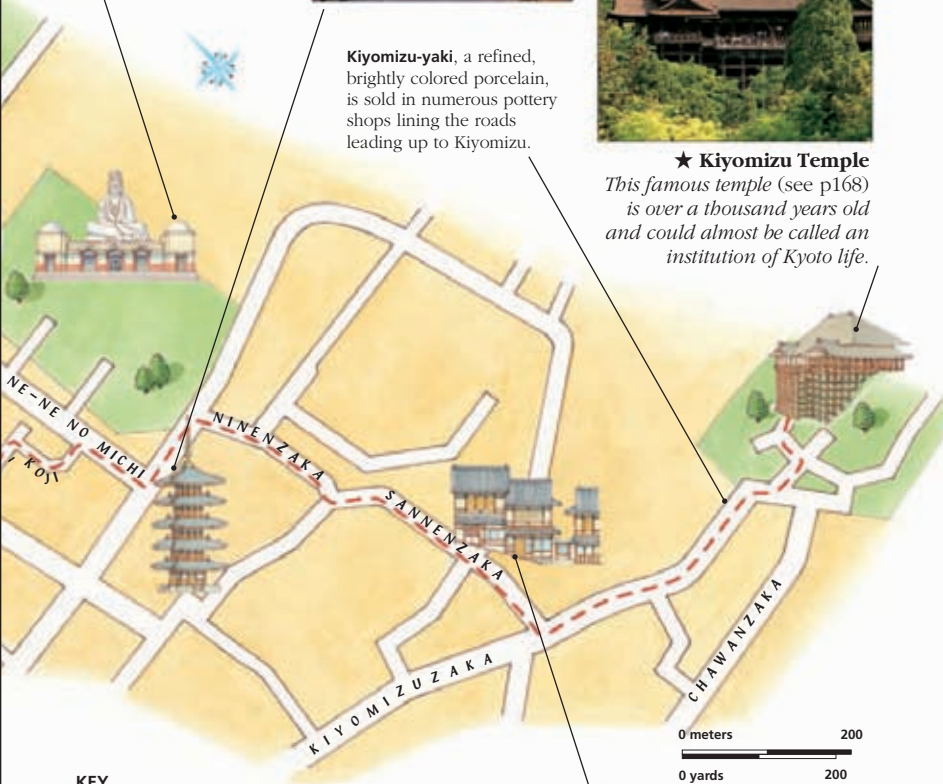 Kiyomizu-yaki, a refined,
brightly colored porcelain,
is sold in numerous pottery
shops lining the roads
leading up to Kiyomizu.
★ Kiyomizu Temple
This famous temple (see p168)
is over a thousand years old
and could almost be called an
institution of Kyoto life.
NE-NE NO MICHI
NINENZAKA
SANNENZAKA
KIYOMIZUZAKA
CHAWANZAKA
0 meters 200
0 yards 200
KEY